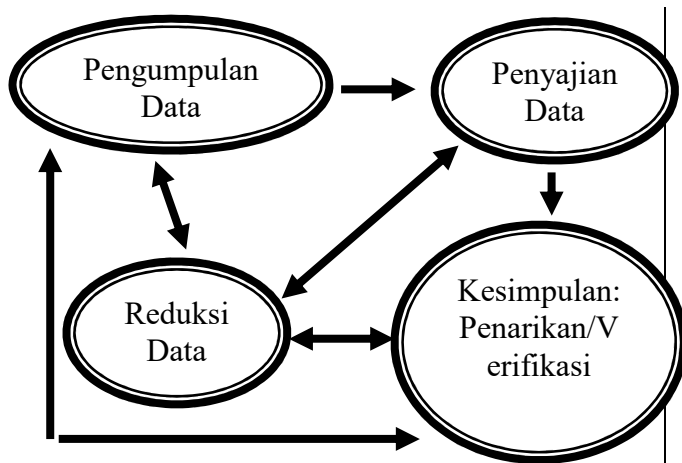 Pengumpulan
Data
Penyajian
Data
Reduksi
Data
Kesimpulan:
Penarikan/V
erifikasi